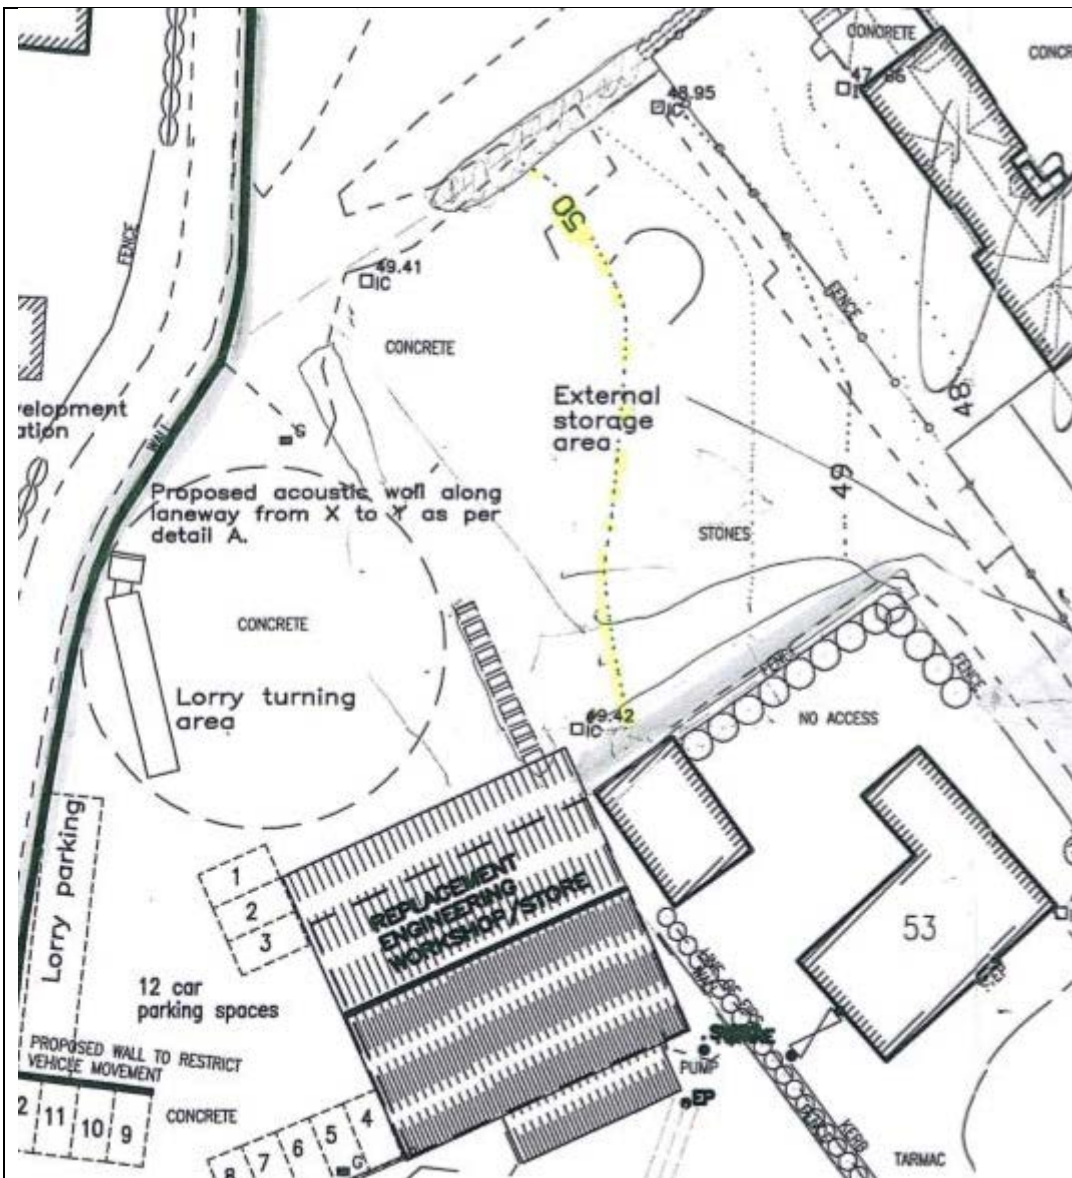 CONCRETE
CONCR
47.66
IC
48.95
IC
50
FENCE
49.41
IC
CONCRETE
FENCE
External
storage
area
48
velopment
ation
WALL
G
49
Proposed acoustic wall along
laneway from X to Y as per
detail A.
STONES
CONCRETE
Lorry turning
area
49.42
IC
FENCE
FENCE
NO ACCESS
Lorry parking
1
2
3
REPLACEMENT
ENGINEERING
WORKSHOP/STORE
53
12 car
parking spaces
PROPOSED WALL TO RESTRICT
VEHICLE MOVEMENT
PUMP
EP
2
11
10
9
CONCRETE
8
7
6
5
4
G
KERB
TARMAC